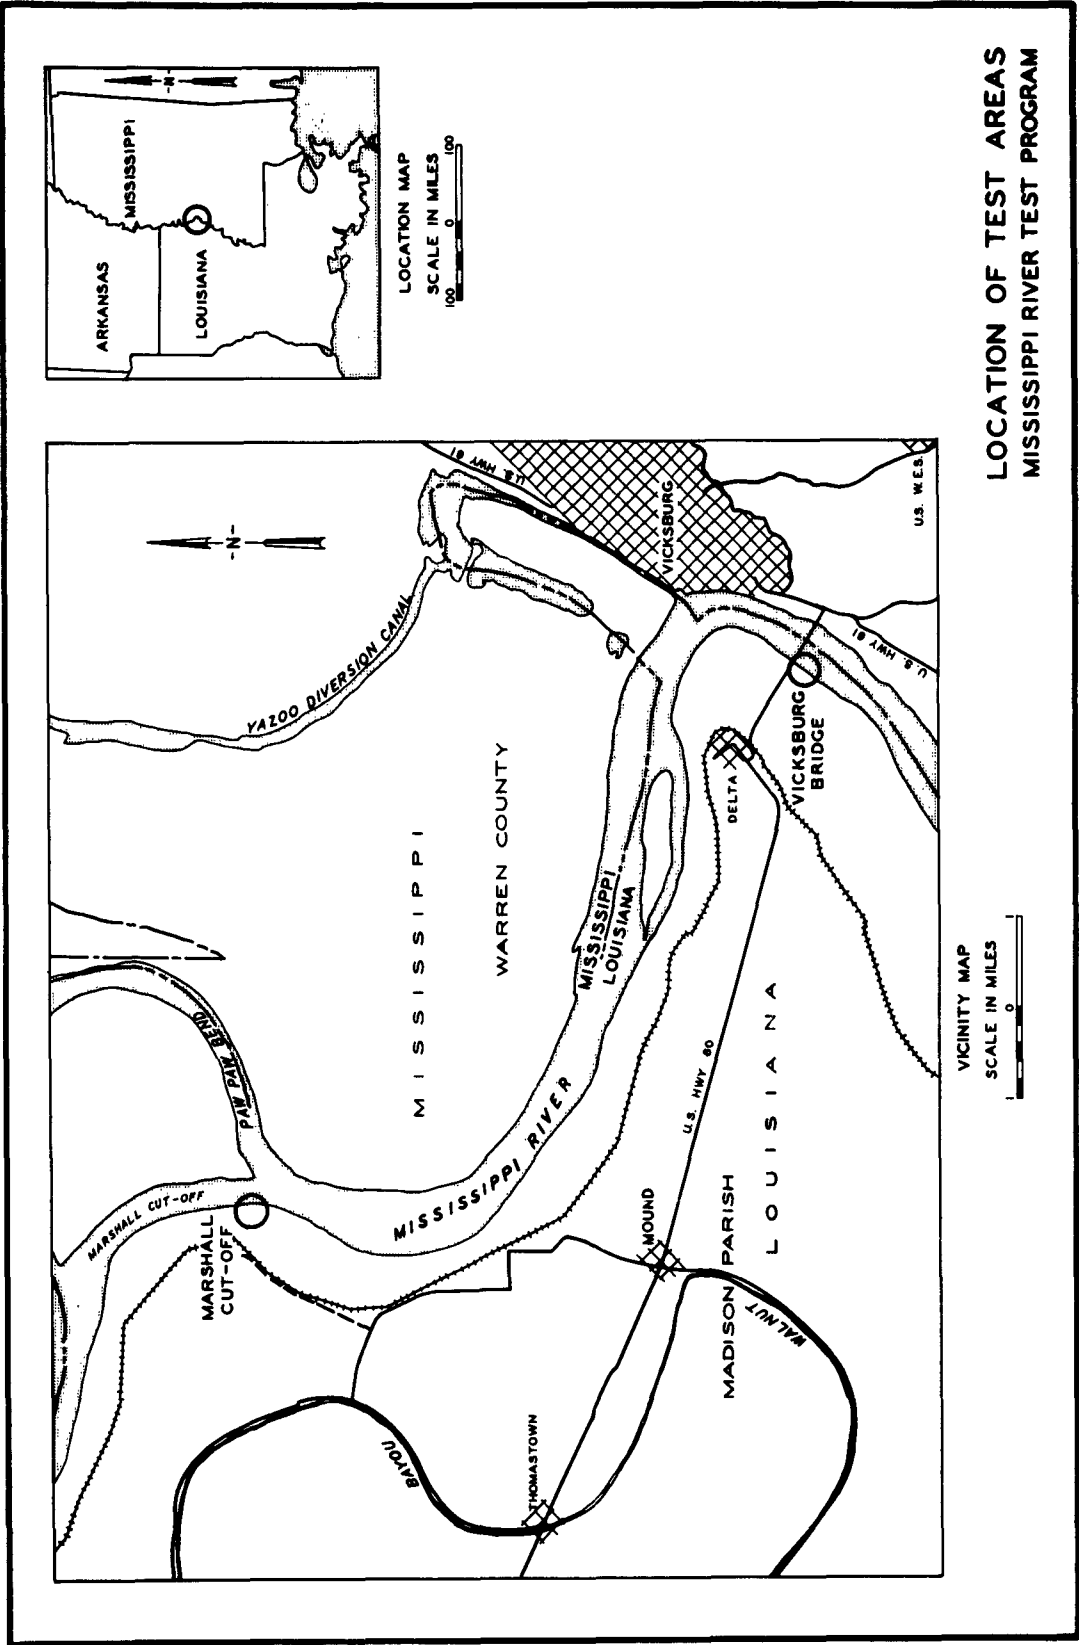 -N-
MISSISSIPPI
ARKANSAS
LOUISIANA
LOCATION MAP
SCALE IN MILES
100 0 100
-N-
U.S. HWY 61
VICKSBURG
U.S. W.E.S.
YAZOO DIVERSION CANAL
U.S. HWY 61
VICKSBURG
BRIDGE
DELTA
WARREN COUNTY
MISSISSIPPI
MISSISSIPPI
LOUISIANA
PAW PAW BEND
MISSISSIPPI RIVER
MARSHALL CUT-OFF
MARSHALL
CUT-OFF
U.S. HWY 80
LOUISIANA
MOUND
MADISON PARISH
WALNUT
BAYOU
THOMASTOWN
VICINITY MAP
SCALE IN MILES
1 0 1
LOCATION OF TEST AREAS
MISSISSIPPI RIVER TEST PROGRAM